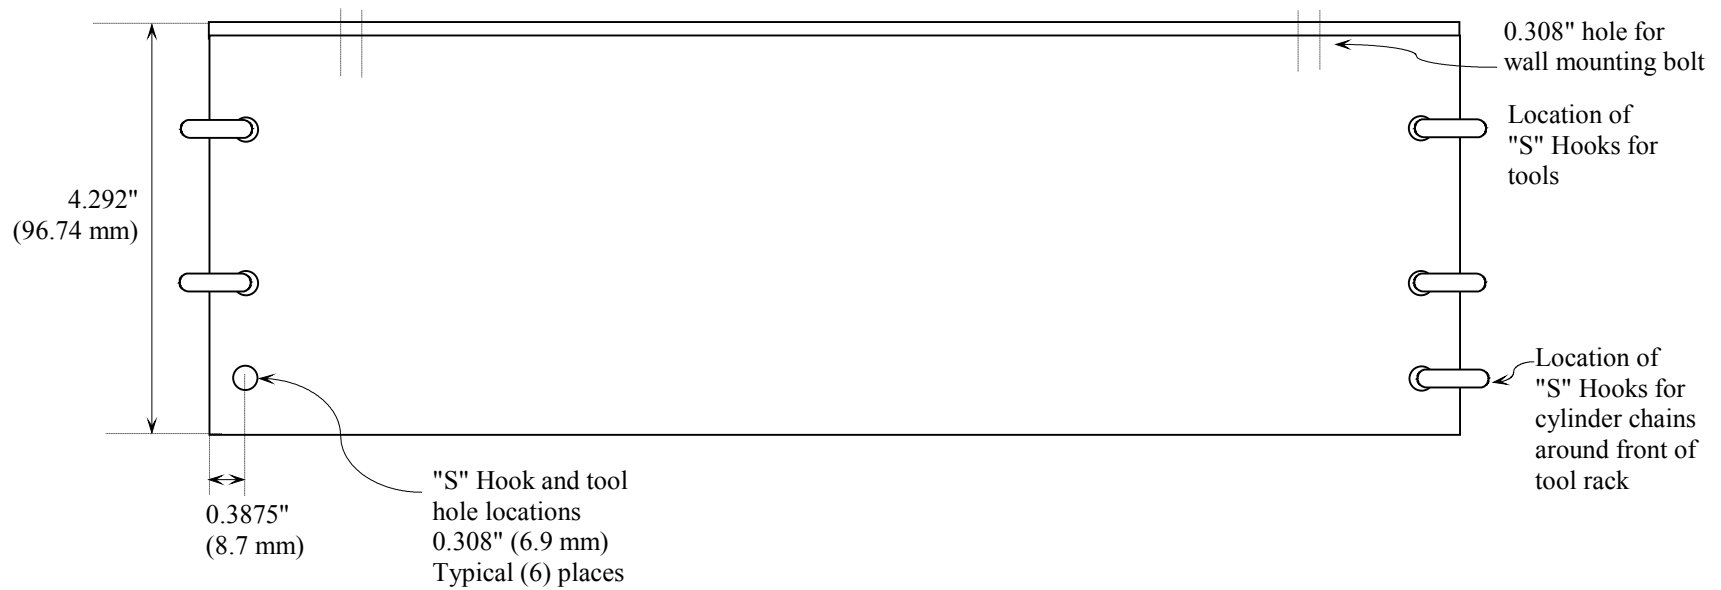 0.308" hole for
wall mounting bolt
Location of
"S" Hooks for
tools
4.292"
(96.74 mm)
Location of
"S" Hooks for
cylinder chains
around front of
tool rack
"S" Hook and tool
hole locations
0.308" (6.9 mm)
Typical (6) places
0.3875"
(8.7 mm)